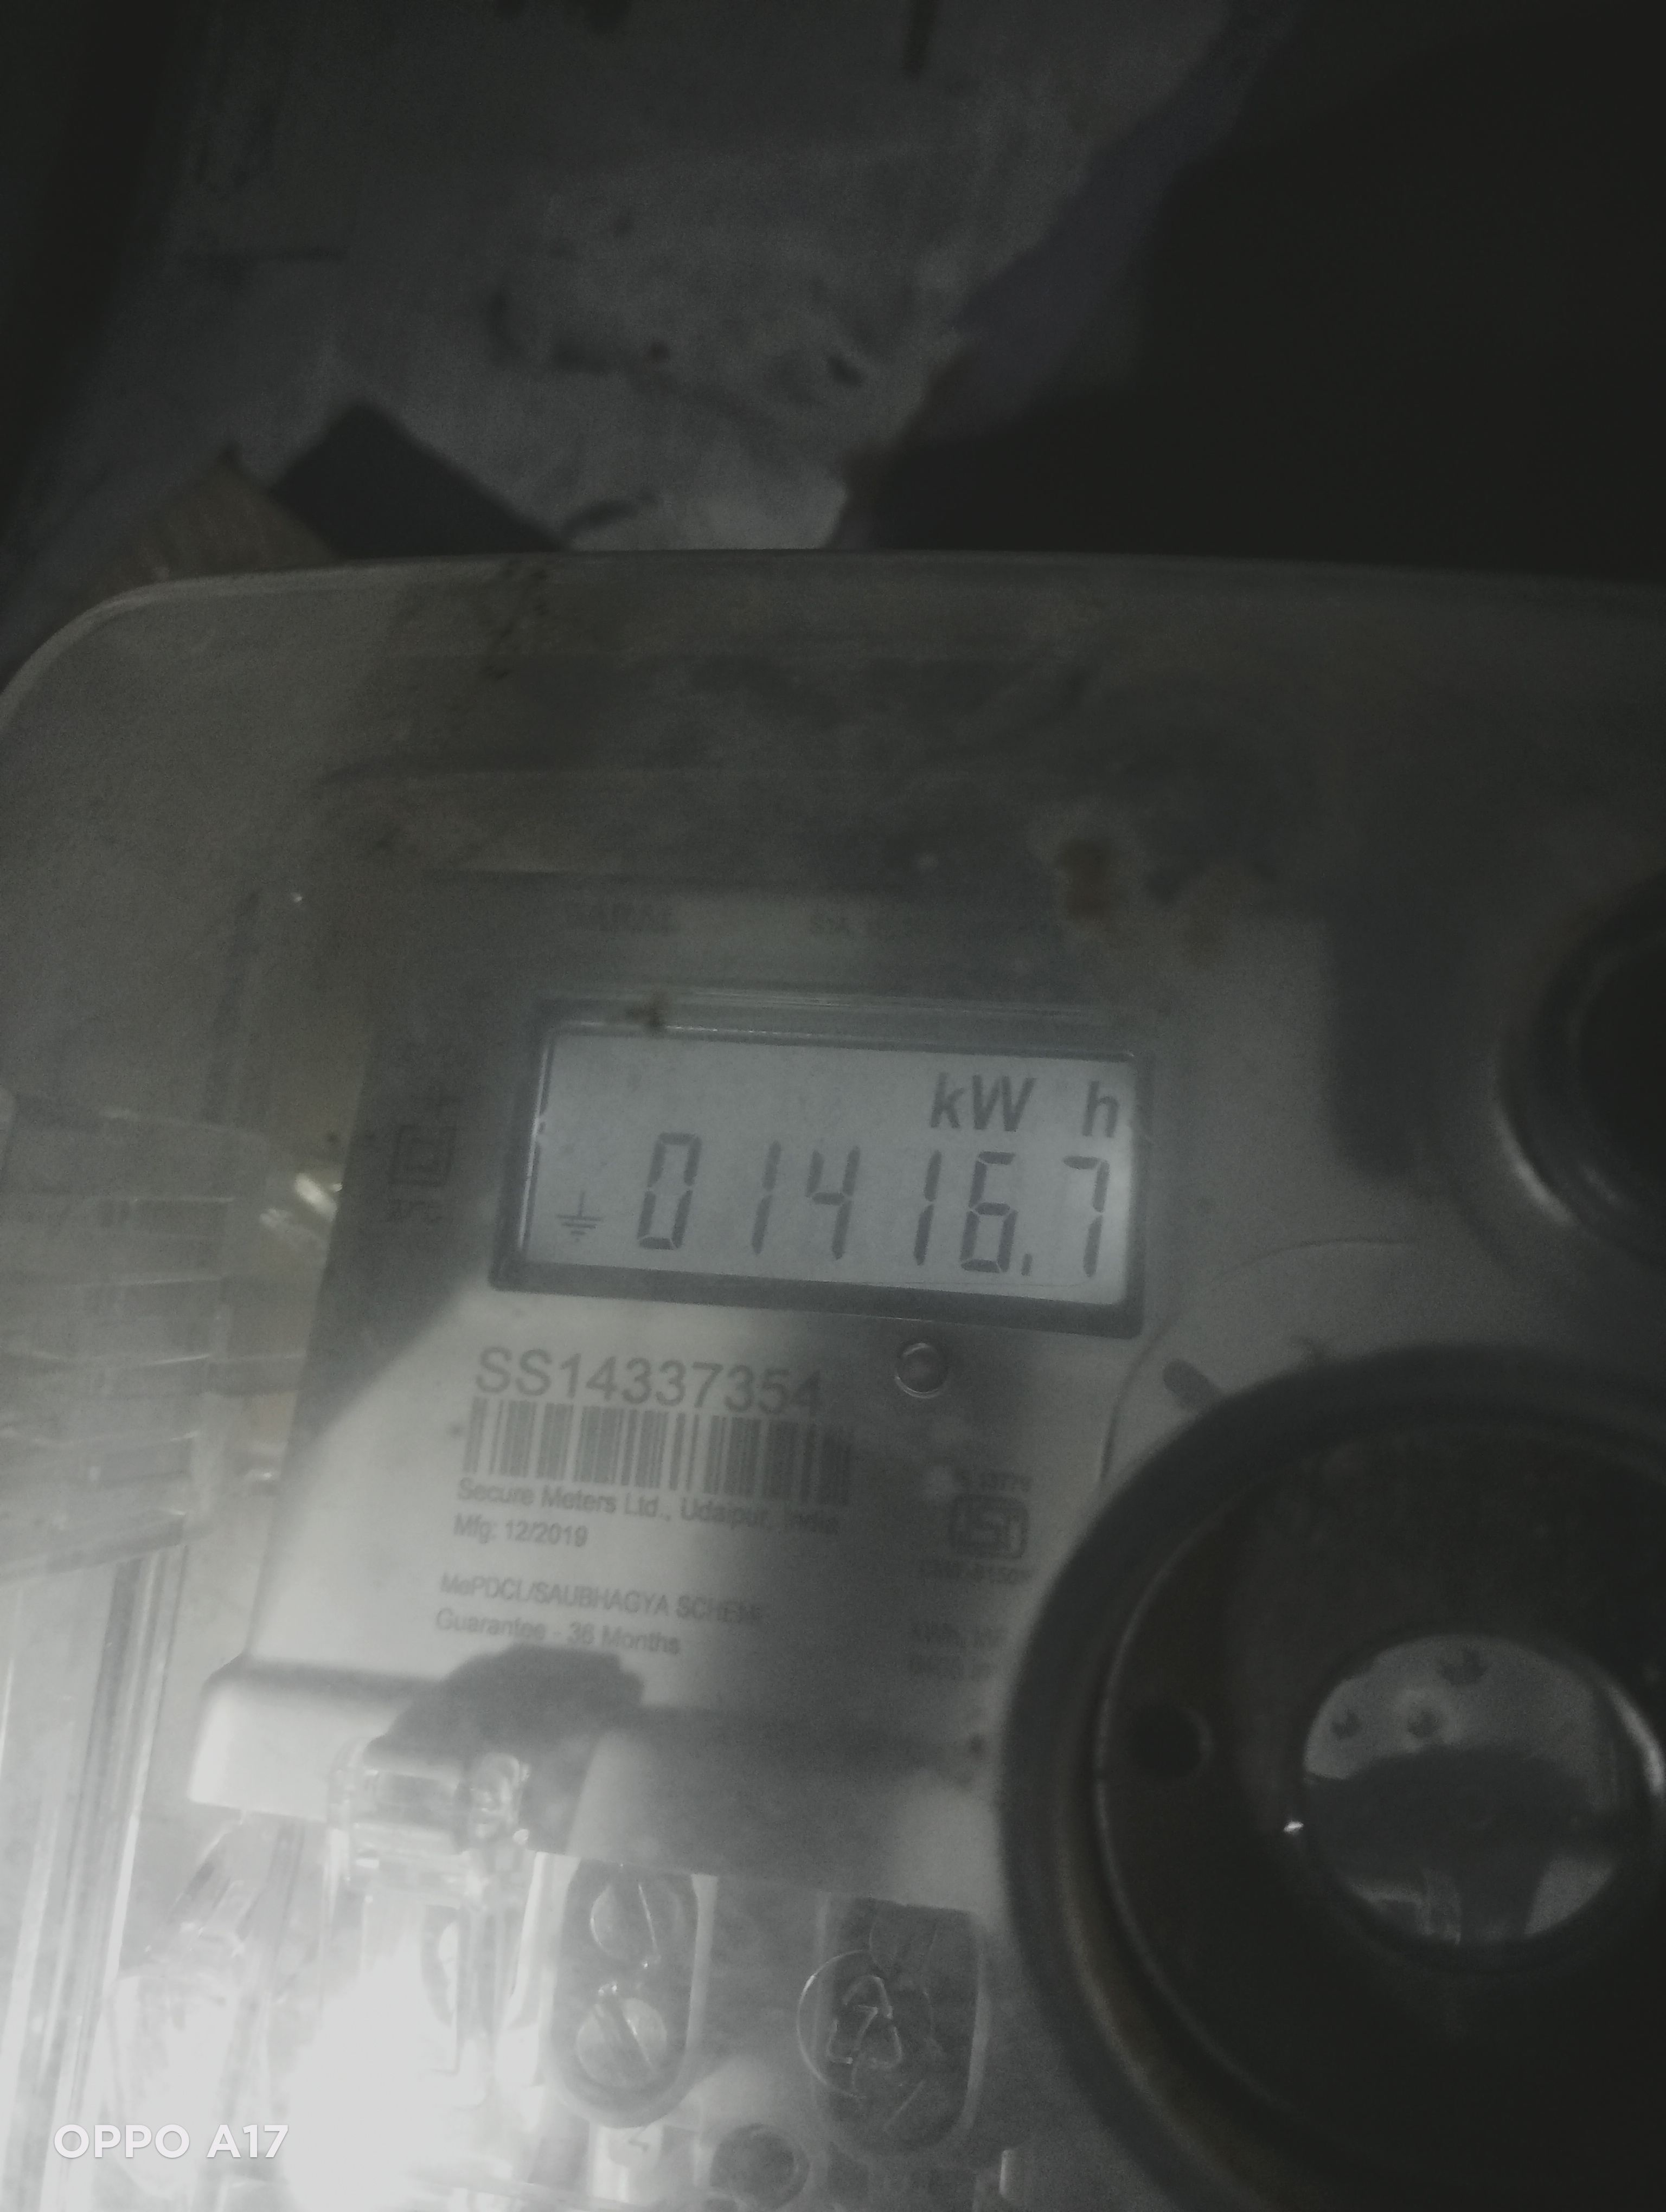 kW h
01416.7
SS14337354
Secure Meters Ltd., Udaipur, India
Mfg: 12/2019
MePDCL/SAUBHAGYA SCHEME
Guarantee - 36 Months
OPPO A17